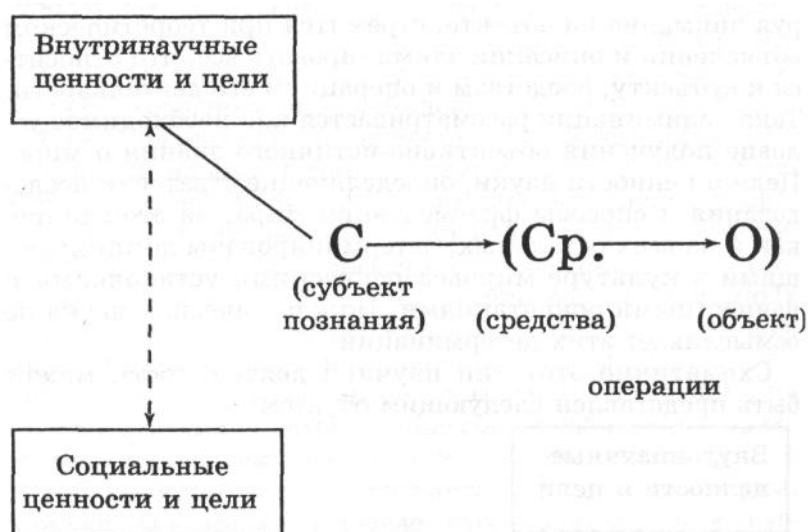 Внутринаучные
ценности и цели
С → (Ср. → О)
(субъект
познания) (средства) (объект)
операции
Социальные
ценности и цели